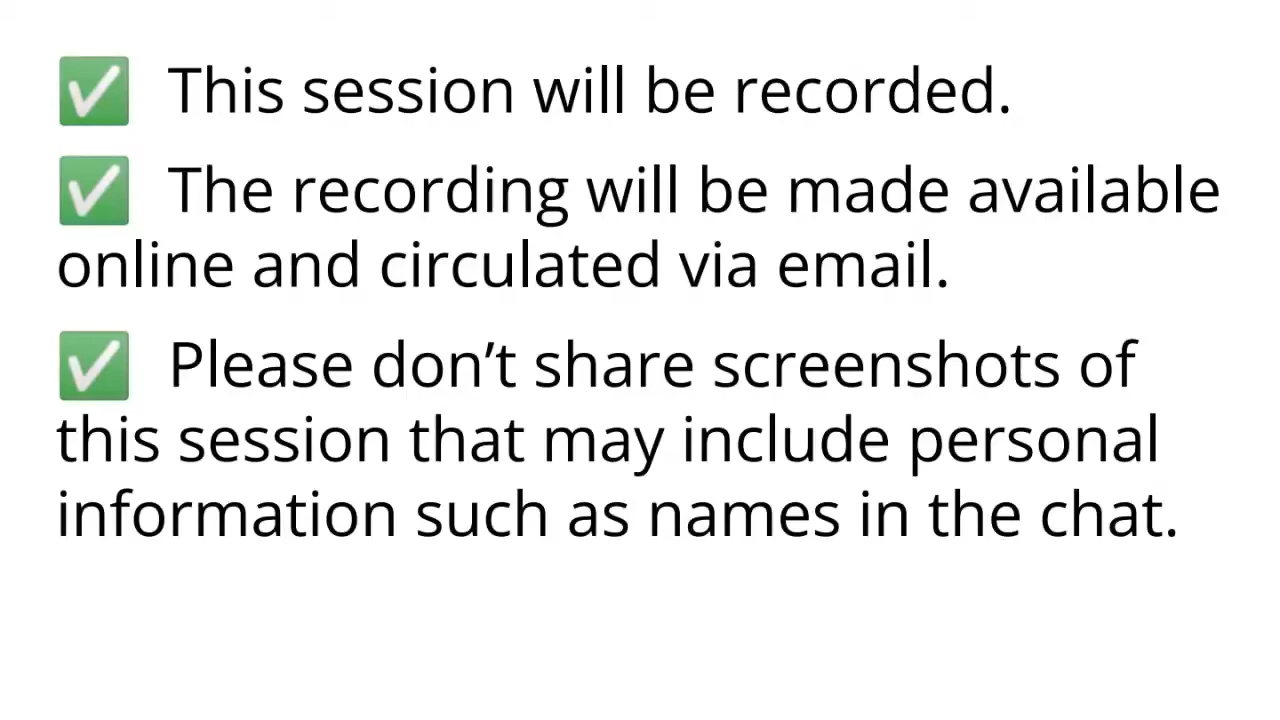 ✅ This session will be recorded.
✅ The recording will be made available
online and circulated via email.
✅ Please don’t share screenshots of
this session that may include personal
information such as names in the chat.